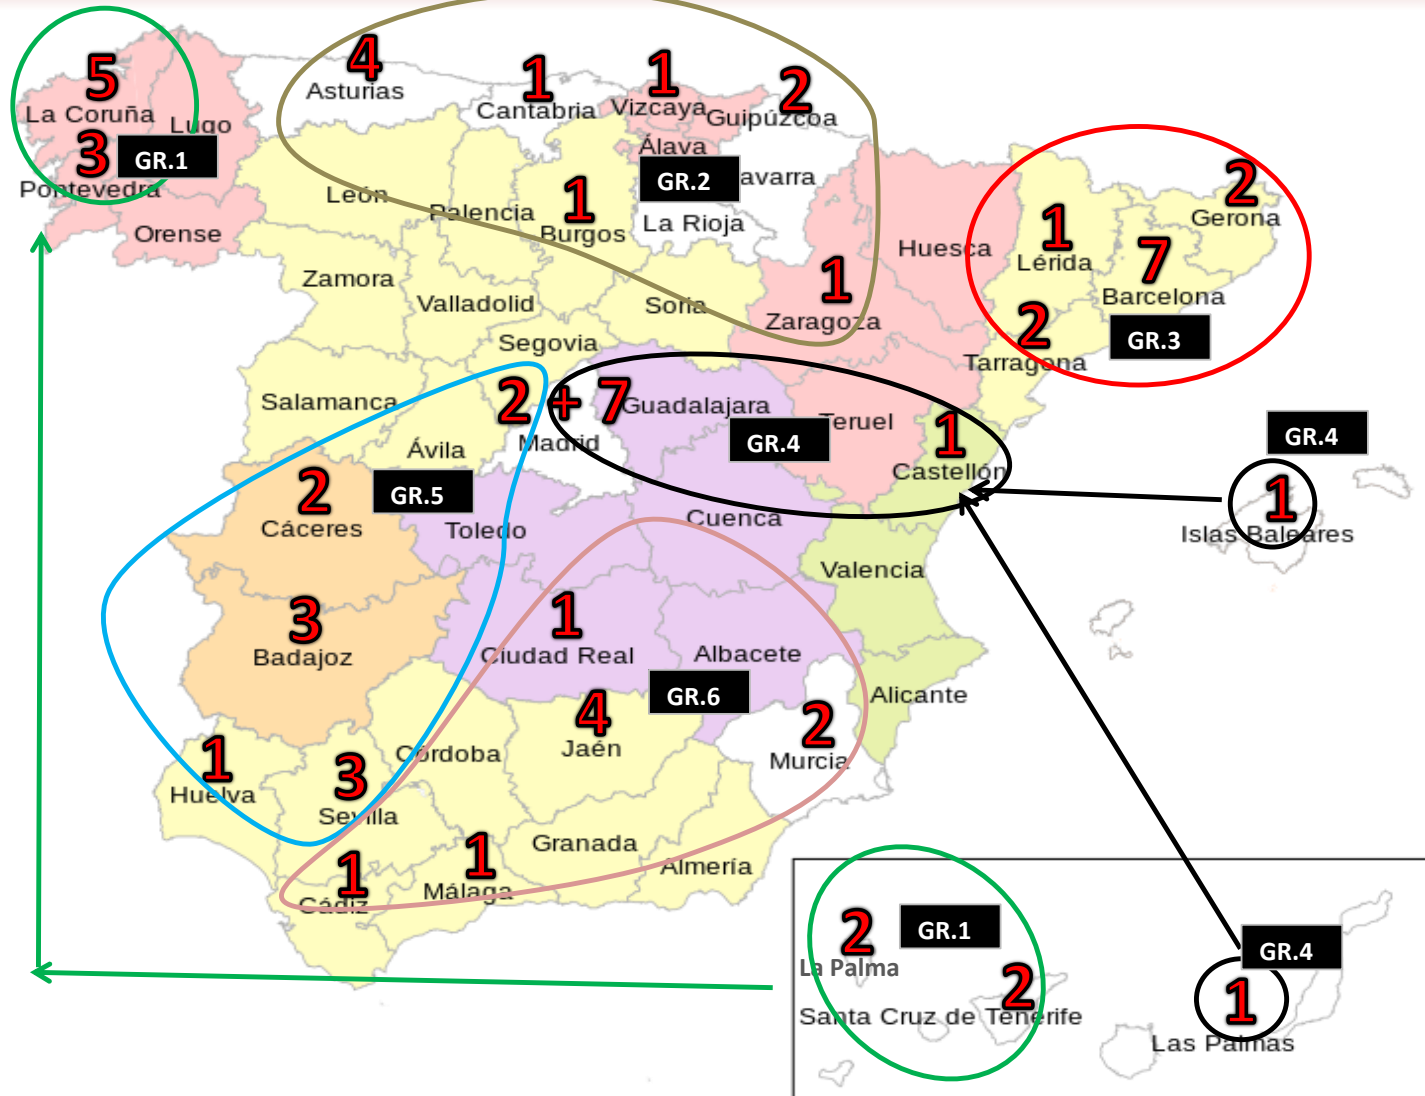 5
La Coruña
Lugo
3
GR.1
Pontevedra
Orense
4
Asturias
1
Cantabria
1
Vizcaya
2
Guipúzcoa
Álava
GR.2
avarra
León
Palencia
1
Burgos
La Rioja
Zamora
Valladolid
Soria
Segovia
1
Zaragoza
Huesca
2
Gerona
1
Lérida
7
Barcelona
2
Tarragona
GR.3
Salamanca
Ávila
2 + 7
Madrid
Guadalajara
GR.4
Teruel
1
Castellón
GR.4
1
Islas Baleares
2
Cáceres
GR.5
Toledo
Cuenca
Valencia
3
Badajoz
1
Ciudad Real
Albacete
GR.6
Alicante
4
Jaén
2
Murcia
Córdoba
1
Huelva
3
Sevilla
1
Cádiz
1
Málaga
Granada
Almería
2
La Palma
GR.1
2
Santa Cruz de Tenerife
GR.4
1
Las Palmas